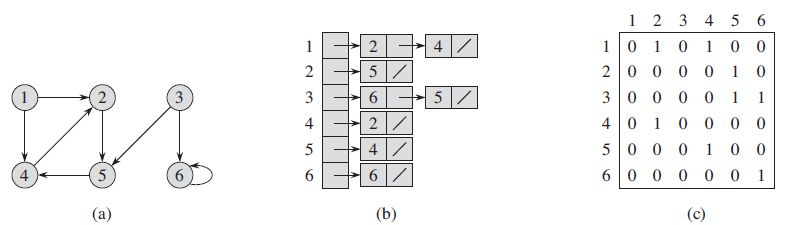 1 2 3
4 5 6
(a)
1 2 4 /
2 5 /
3 6 5 /
4 2 /
5 4 /
6 6 /
(b)
1 2 3 4 5 6
1 0 1 0 1 0 0
2 0 0 0 0 1 0
3 0 0 0 0 1 1
4 0 1 0 0 0 0
5 0 0 0 1 0 0
6 0 0 0 0 0 1
(c)